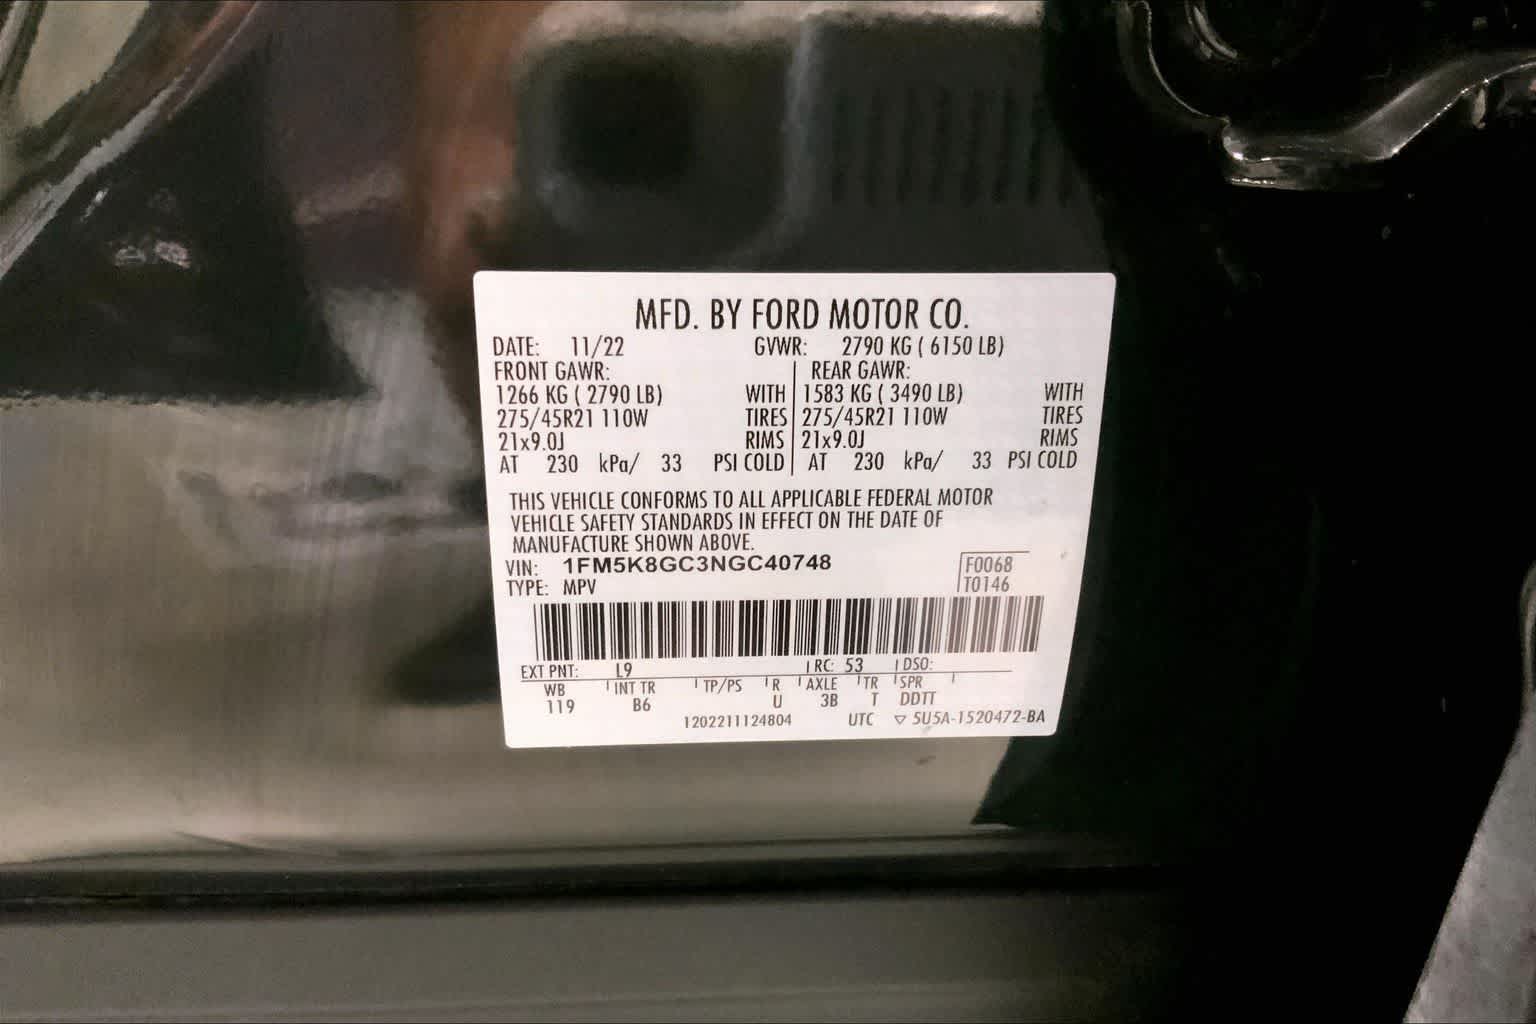 MFD. BY FORD MOTOR CO.
DATE: 11/22 GVWR: 2790 KG ( 6150 LB)
FRONT GAWR: REAR GAWR:
1266 KG ( 2790 LB) WITH 1583 KG ( 3490 LB) WITH
275/45R21 110W TIRES 275/45R21 110W TIRES
21x9.0J RIMS 21x9.0J RIMS
AT 230 kPa/ 33 PSI COLD AT 230 kPa/ 33 PSI COLD
THIS VEHICLE CONFORMS TO ALL APPLICABLE FEDERAL MOTOR
VEHICLE SAFETY STANDARDS IN EFFECT ON THE DATE OF
MANUFACTURE SHOWN ABOVE.
VIN: 1FM5K8GC3NGC40748 F0068
TYPE: MPV T0146
EXT PNT: L9 RC: 53 DSO:
WB INT TR TP/PS R AXLE TR SPR
119 B6 U 3B T DDTT
1202211124804 UTC ▽ 5U5A-1520472-BA